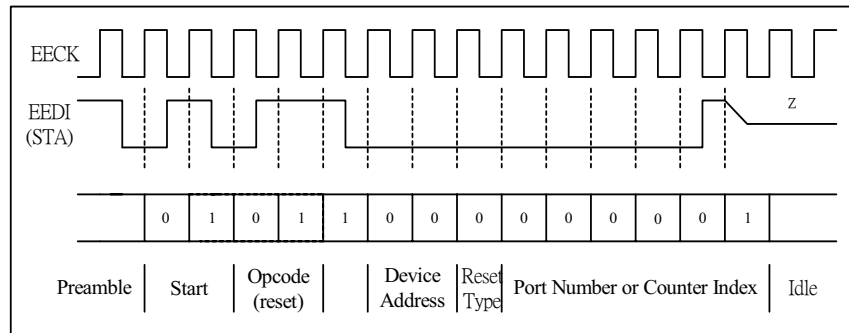 EECK
EEDI
(STA)
Z
0 1 0 1 1 0 0 0 0 0 0 0 0 1
Preamble Start Opcode (reset) Device Address Reset Type Port Number or Counter Index Idle